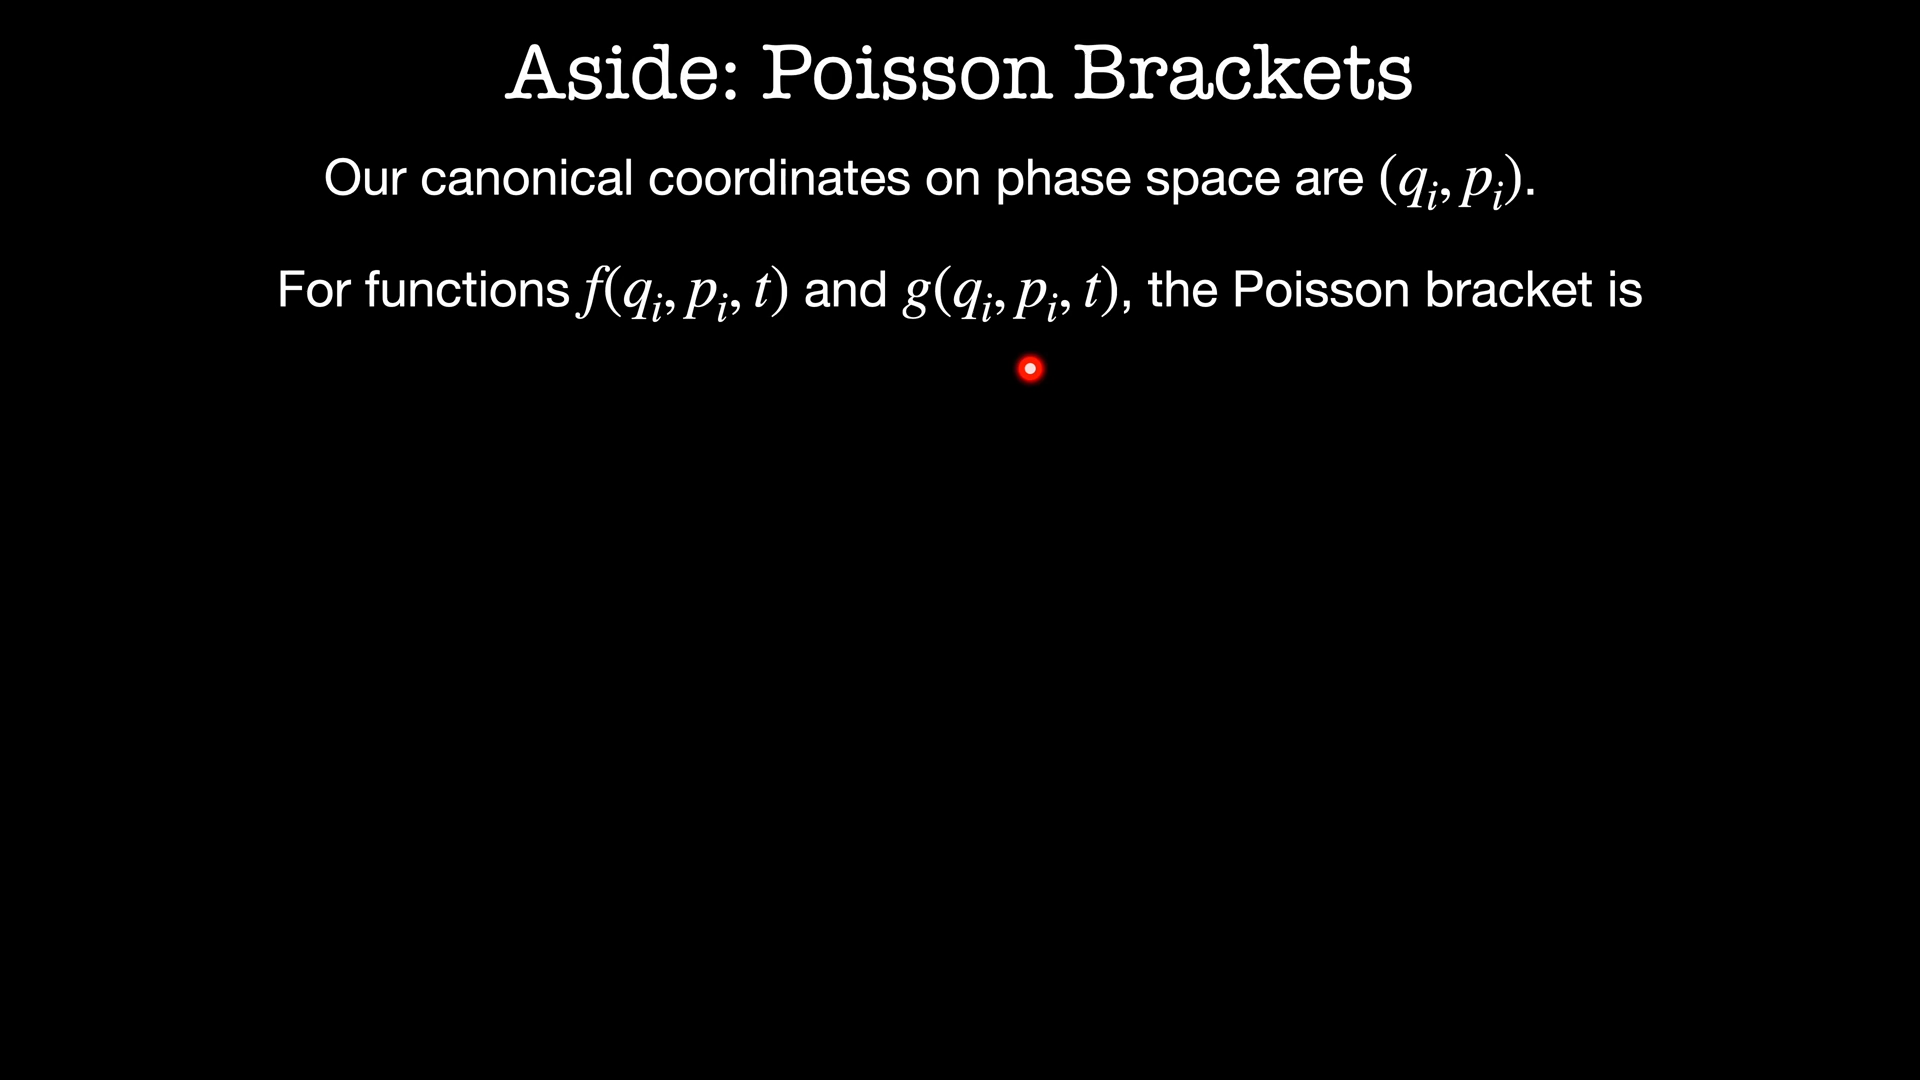 Aside: Poisson Brackets
Our canonical coordinates on phase space are $(q_i, p_i)$.
For functions $f(q_i, p_i, t)$ and $g(q_i, p_i, t)$, the Poisson bracket is